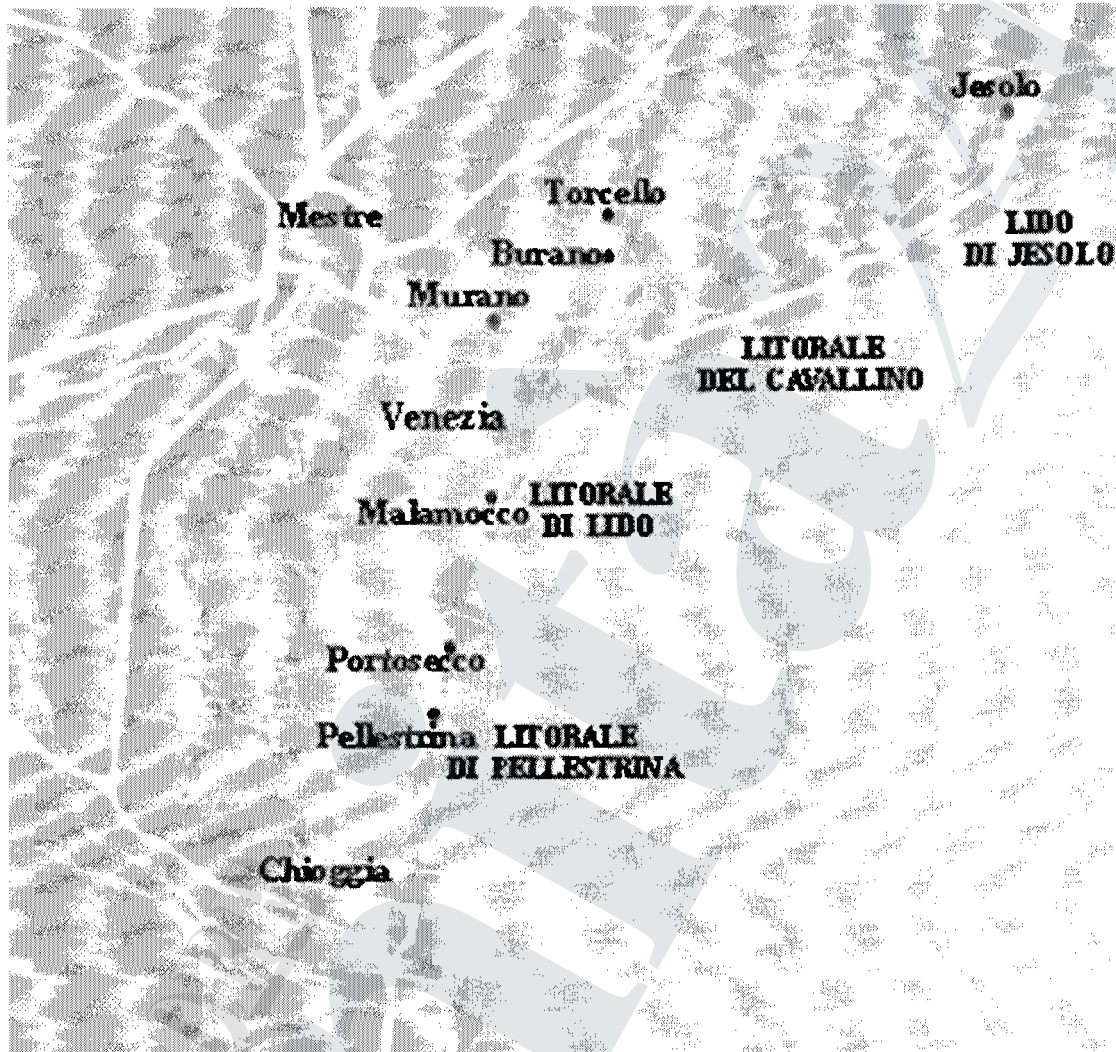 Jesolo
Torcello
Mestre
LIDO
DI JESOLO
Burano
Murano
LITORALE
DEL CAVALLINO
Venezia
Malamocco
LITORALE
DI LIDO
Portosecco
Pellestrina
LITORALE
DI PELLESTRINA
Chioggia